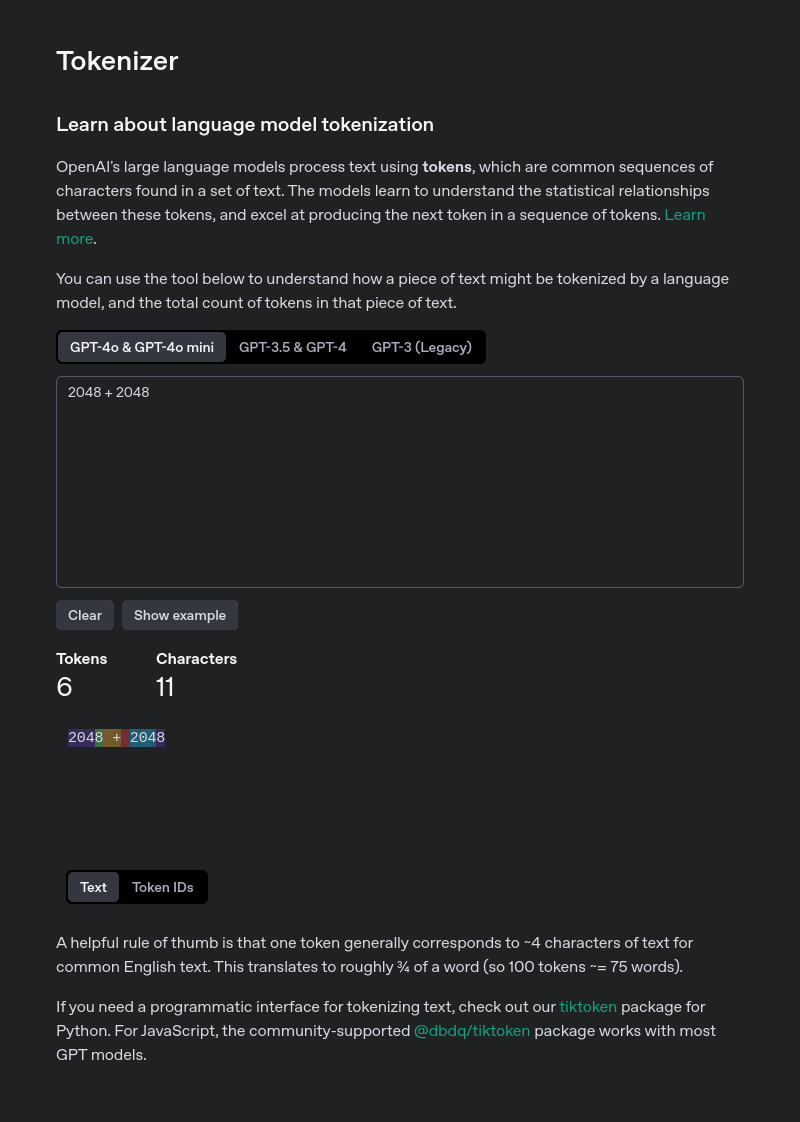 Tokenizer
Learn about language model tokenization
OpenAI's large language models process text using tokens, which are common sequences of
characters found in a set of text. The models learn to understand the statistical relationships
between these tokens, and excel at producing the next token in a sequence of tokens. Learn
more.
You can use the tool below to understand how a piece of text might be tokenized by a language
model, and the total count of tokens in that piece of text.
GPT-4o & GPT-4o mini GPT-3.5 & GPT-4 GPT-3 (Legacy)
2048 + 2048
Clear Show example
Tokens Characters
6 11
2048 + 2048
Text Token IDs
A helpful rule of thumb is that one token generally corresponds to ~4 characters of text for
common English text. This translates to roughly ¾ of a word (so 100 tokens ~= 75 words).
If you need a programmatic interface for tokenizing text, check out our tiktoken package for
Python. For JavaScript, the community-supported @dbdq/tiktoken package works with most
GPT models.